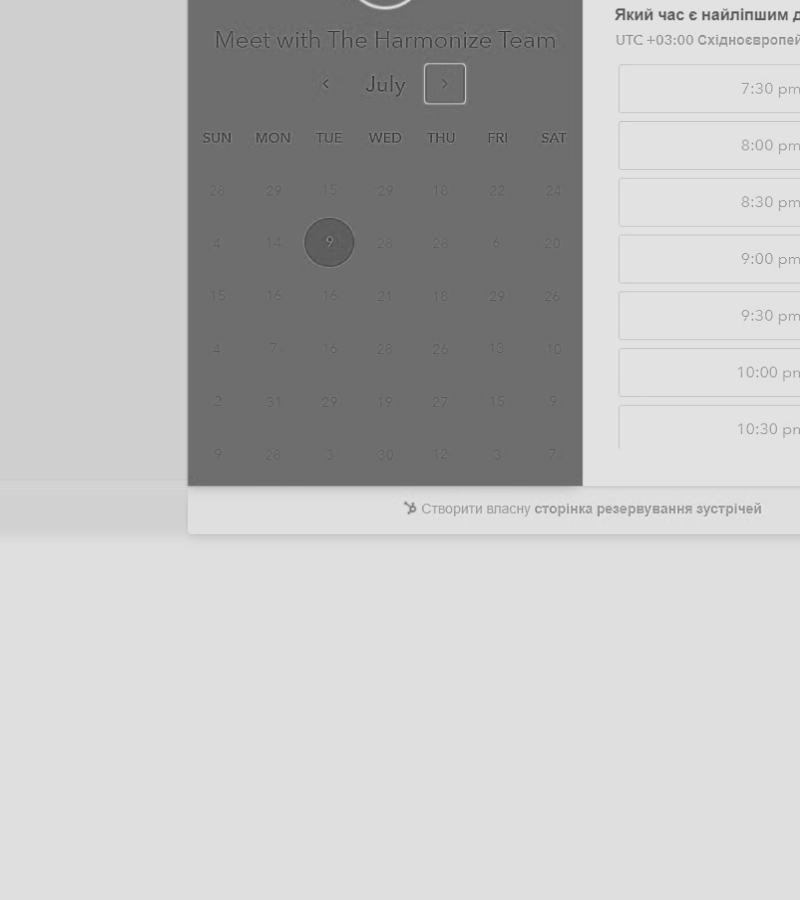 Meet with The Harmonize Team
July
SUN MON TUE WED THU FRI SAT
28 29 15 29 18 22 24
4 14 9 28 28 6 20
15 16 16 21 18 29 26
4 7 16 28 26 13 10
2 31 29 19 27 15 9
9 28 3 30 12 3 7
Який час є найліпшим д
UTC +03:00 Східноєвропей
7:30 pm
8:00 pm
8:30 pm
9:00 pm
9:30 pm
10:00 pm
10:30 pm
Створити власну сторінка резервування зустрічей